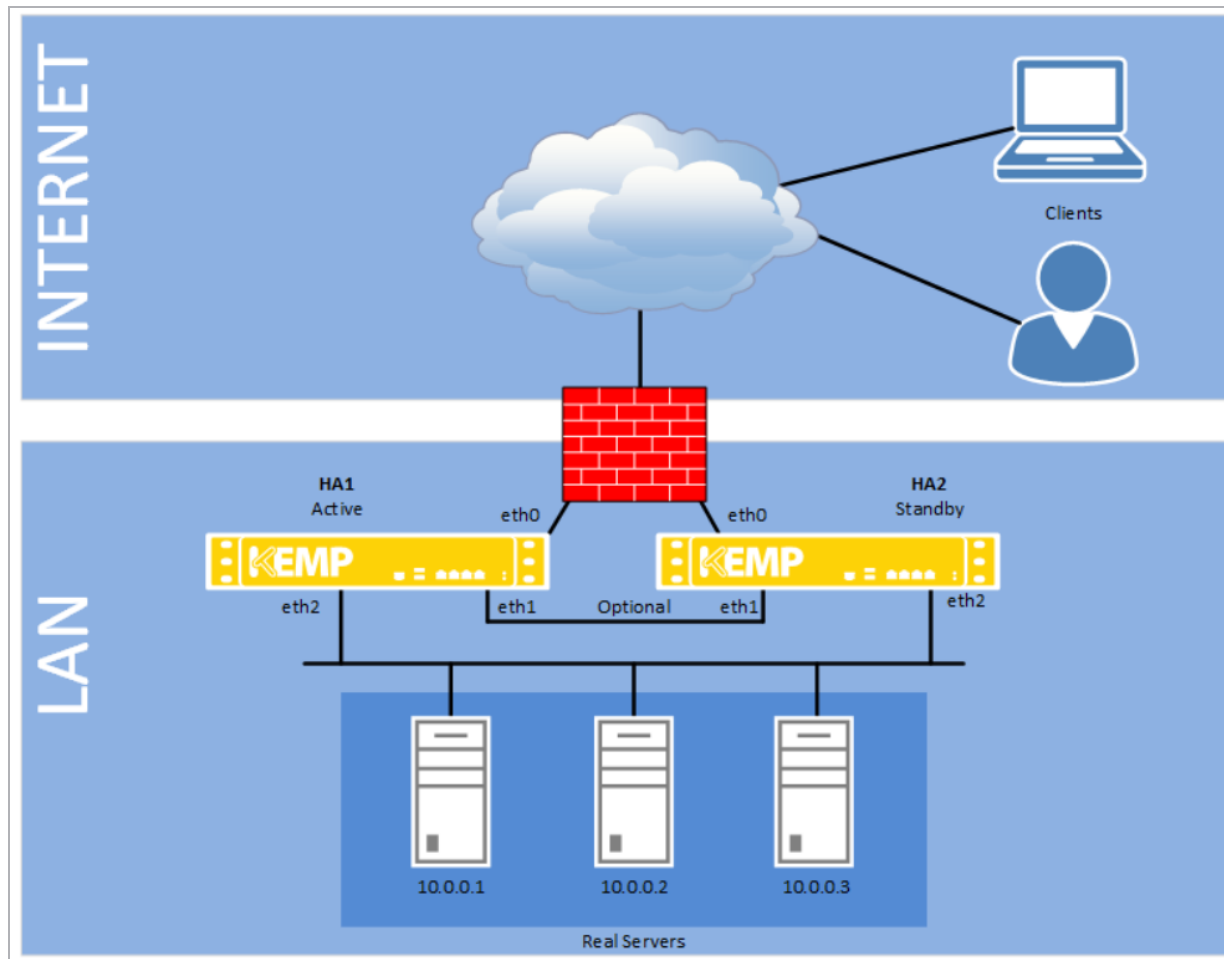 INTERNET
Clients
HA1
Active
HA2
Standby
eth0
eth0
KEMP
KEMP
eth2
eth1
Optional
eth1
eth2
LAN
10.0.0.1
10.0.0.2
10.0.0.3
Real Servers